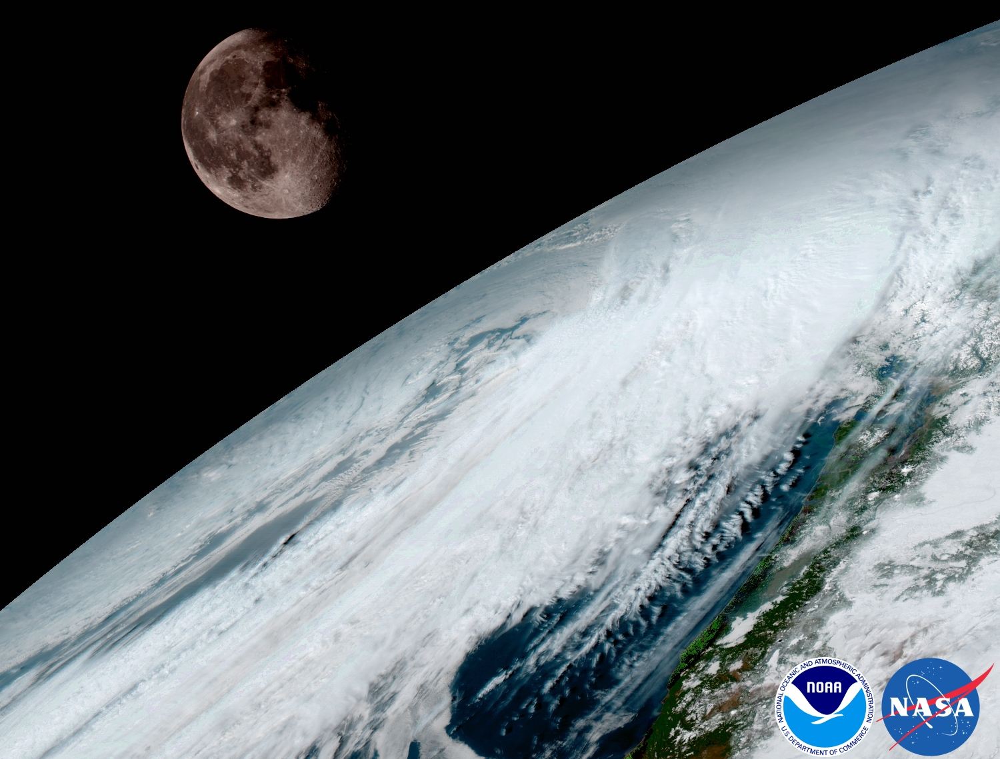 NATIONAL OCEANIC AND ATMOSPHERIC ADMINISTRATION
NOAA
U.S. DEPARTMENT OF COMMERCE
NASA